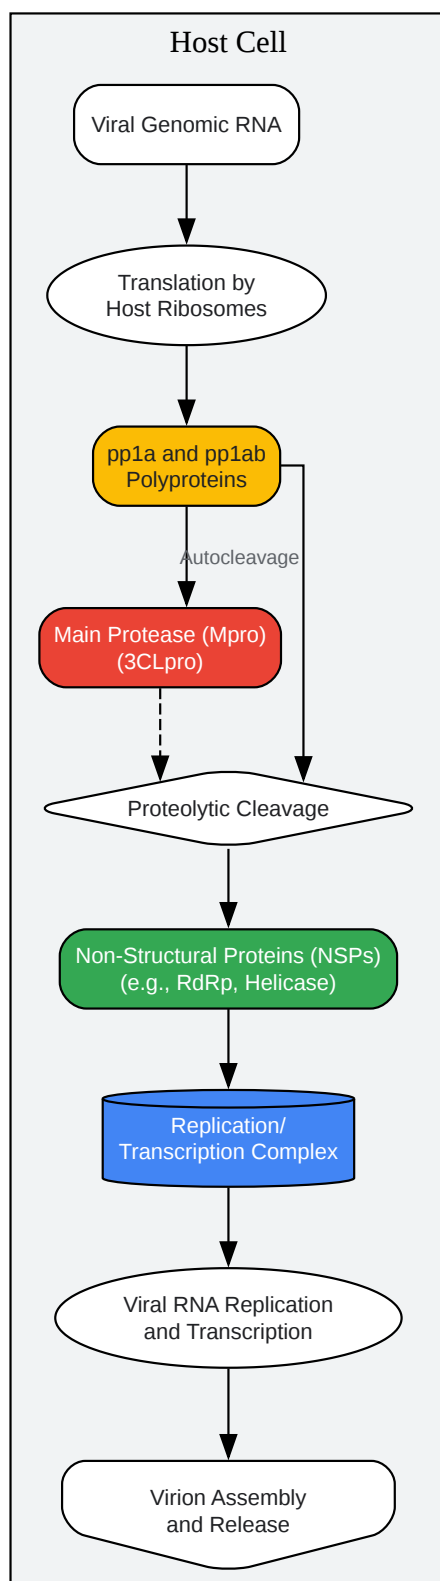 Host Cell
Viral Genomic RNA
Translation by
Host Ribosomes
pp1a and pp1ab
Polyproteins
Autocleavage
Main Protease (Mpro)
(3CLpro)
Proteolytic Cleavage
Non-Structural Proteins (NSPs)
(e.g., RdRp, Helicase)
Replication/
Transcription Complex
Viral RNA Replication
and Transcription
Virion Assembly
and Release